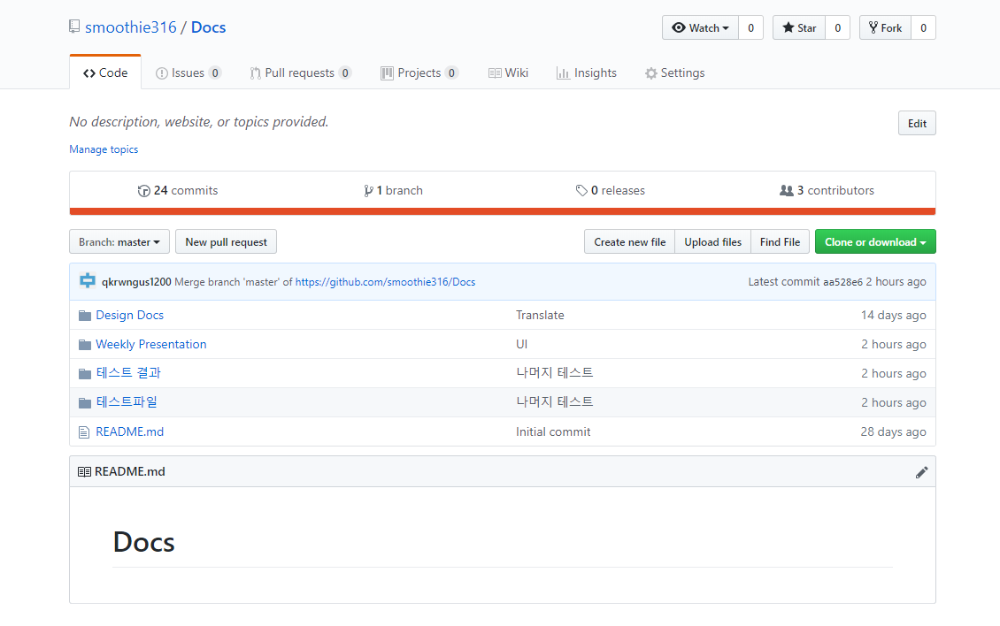 smoothie316 / Docs
Watch 0 Star 0 Fork 0
Code Issues 0 Pull requests 0 Projects 0 Wiki Insights Settings
No description, website, or topics provided.
Edit
Manage topics
24 commits 1 branch 0 releases 3 contributors
Branch: master New pull request Create new file Upload files Find File Clone or download
qkrwngus1200 Merge branch 'master' of https://github.com/smoothie316/Docs Latest commit aa528e6 2 hours ago
Design Docs Translate 14 days ago
Weekly Presentation UI 2 hours ago
테스트 결과 나머지 테스트 2 hours ago
테스트파일 나머지 테스트 2 hours ago
README.md Initial commit 28 days ago
README.md
Docs